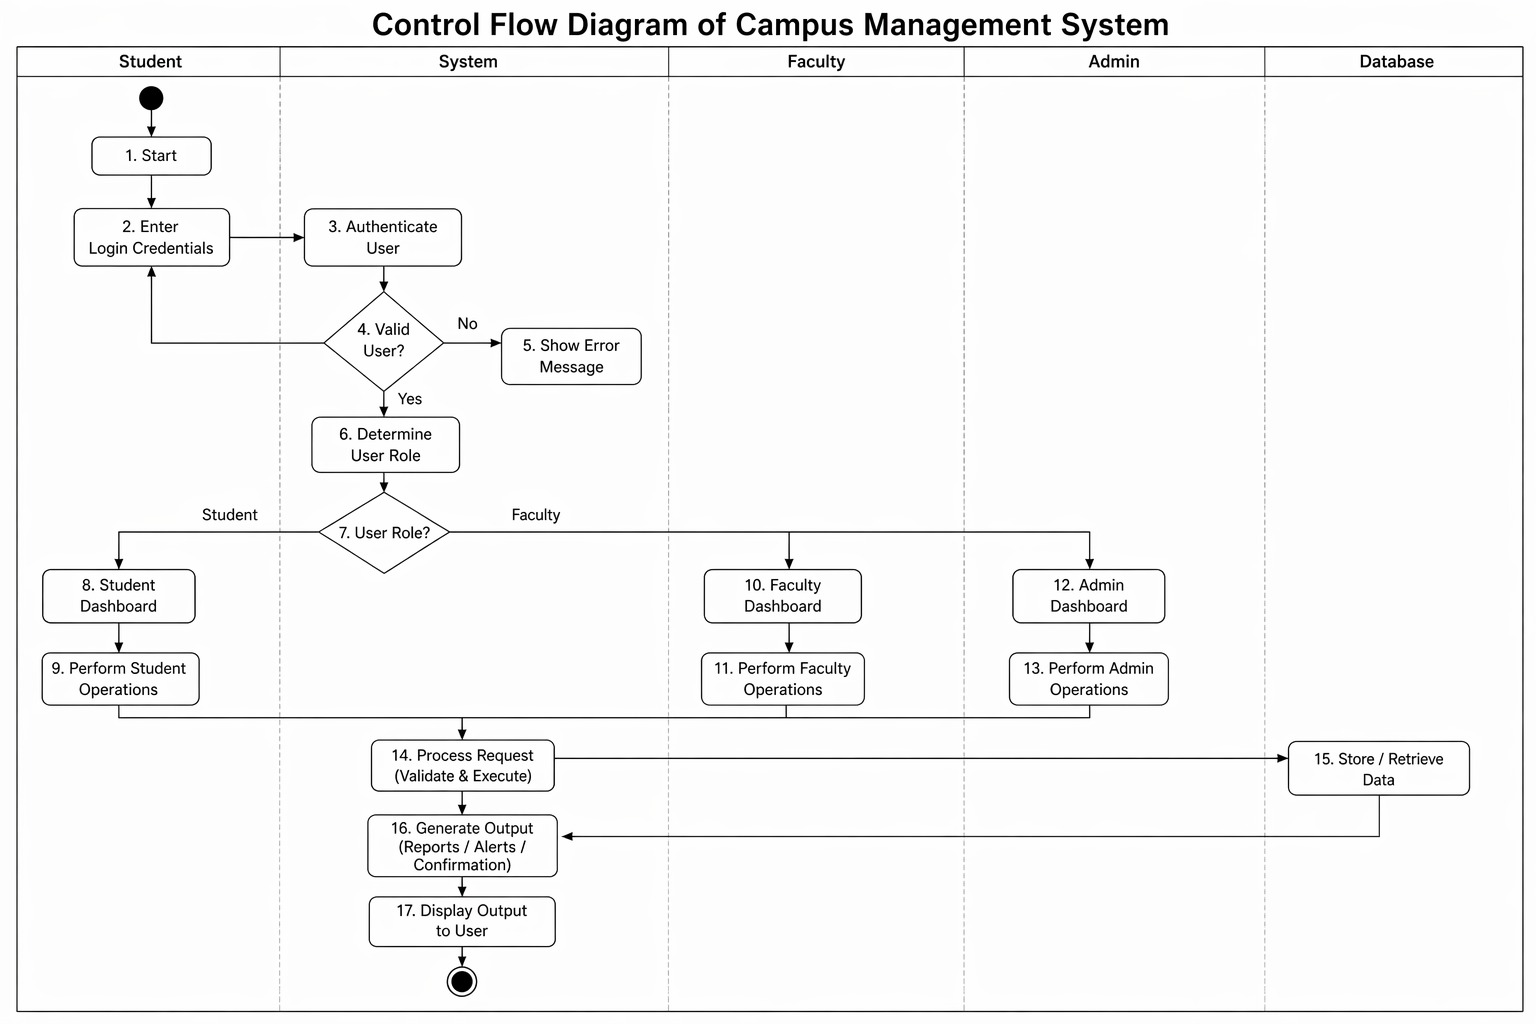 Control Flow Diagram of Campus Management System
Student
System
Faculty
Admin
Database
1. Start
2. Enter
Login Credentials
3. Authenticate
User
4. Valid
User?
No
5. Show Error
Message
Yes
6. Determine
User Role
7. User Role?
Student
Faculty
8. Student
Dashboard
10. Faculty
Dashboard
12. Admin
Dashboard
9. Perform Student
Operations
11. Perform Faculty
Operations
13. Perform Admin
Operations
14. Process Request
(Validate & Execute)
15. Store / Retrieve
Data
16. Generate Output
(Reports / Alerts /
Confirmation)
17. Display Output
to User